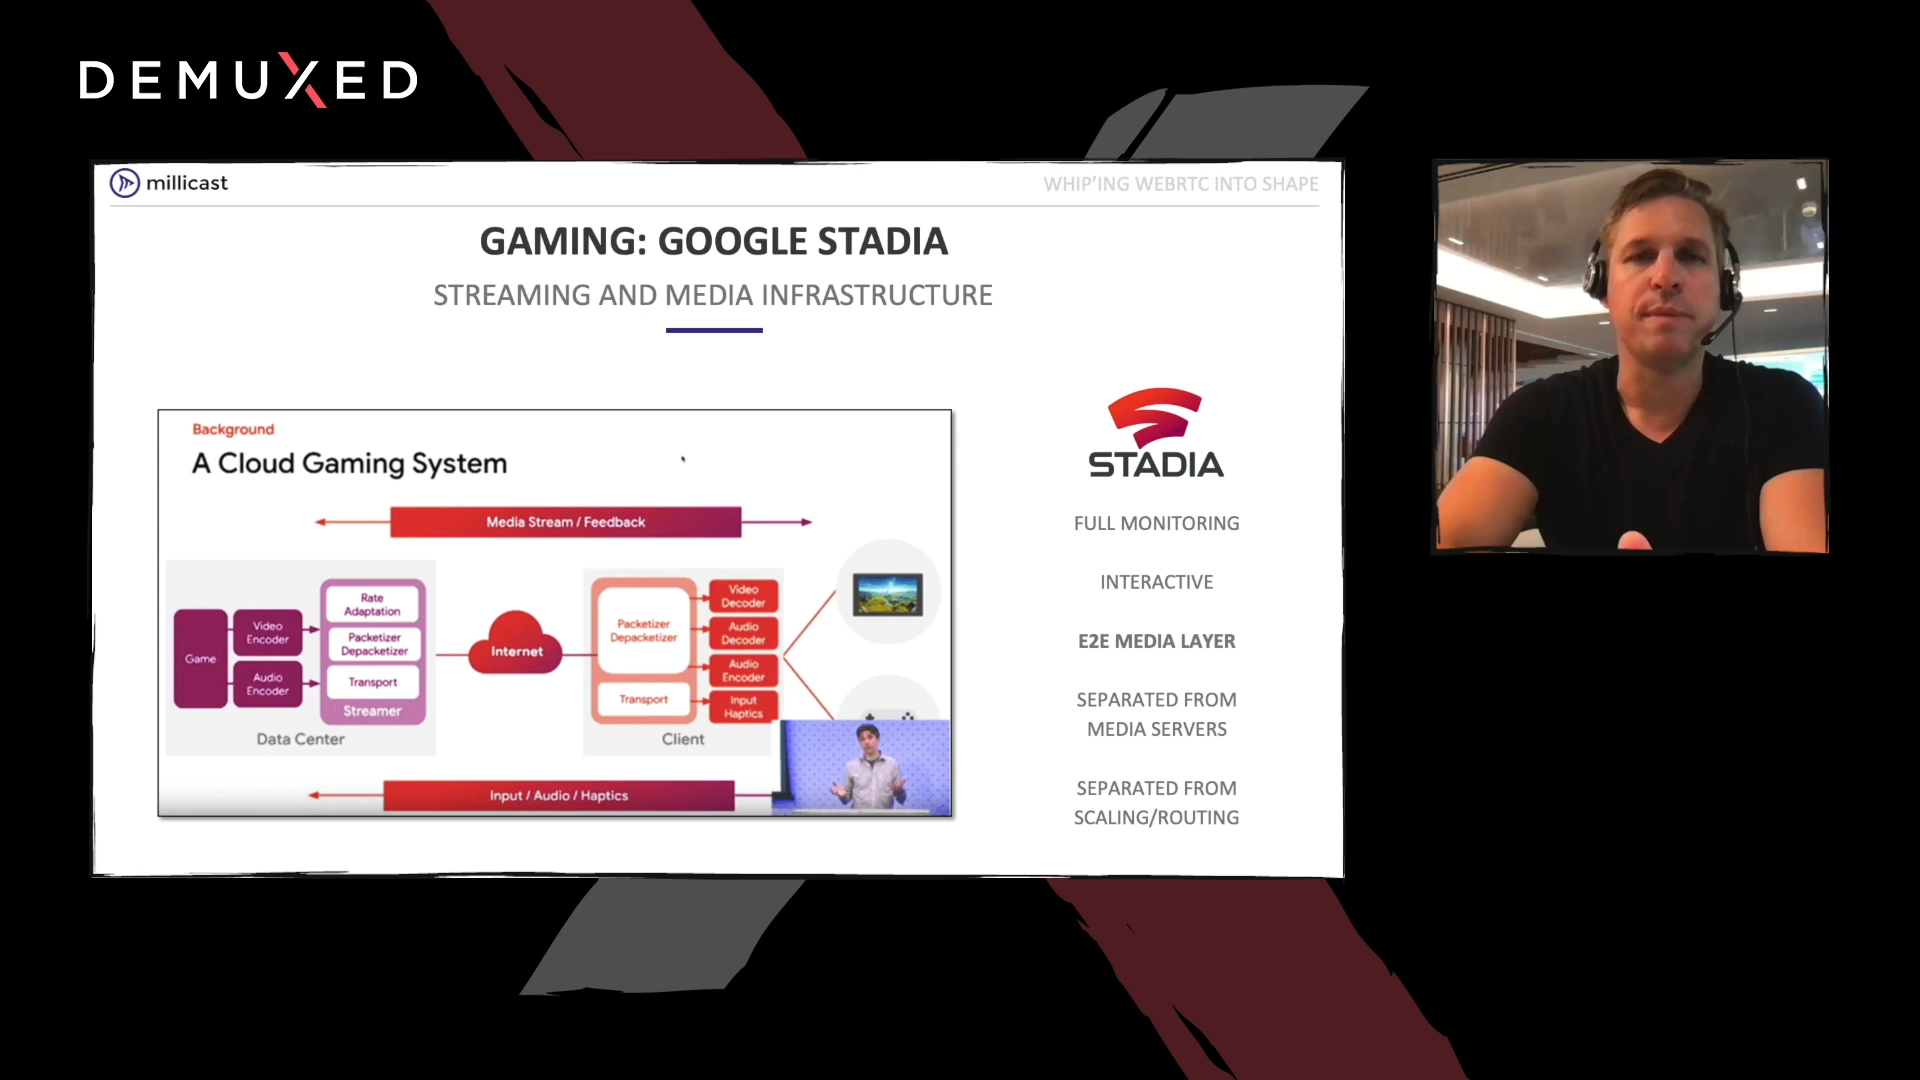 DEMUXED
millicast
WHIP'ING WEBRTC INTO SHAPE
GAMING: GOOGLE STADIA
STREAMING AND MEDIA INFRASTRUCTURE
Background
A Cloud Gaming System
Media Stream / Feedback
Game
Video
Encoder
Audio
Encoder
Rate
Adaptation
Packetizer
Depacketizer
Transport
Streamer
Data Center
Internet
Packetizer
Depacketizer
Transport
Video
Decoder
Audio
Decoder
Audio
Encoder
Input
Haptics
Client
Input / Audio / Haptics
STADIA
FULL MONITORING
INTERACTIVE
E2E MEDIA LAYER
SEPARATED FROM
MEDIA SERVERS
SEPARATED FROM
SCALING/ROUTING